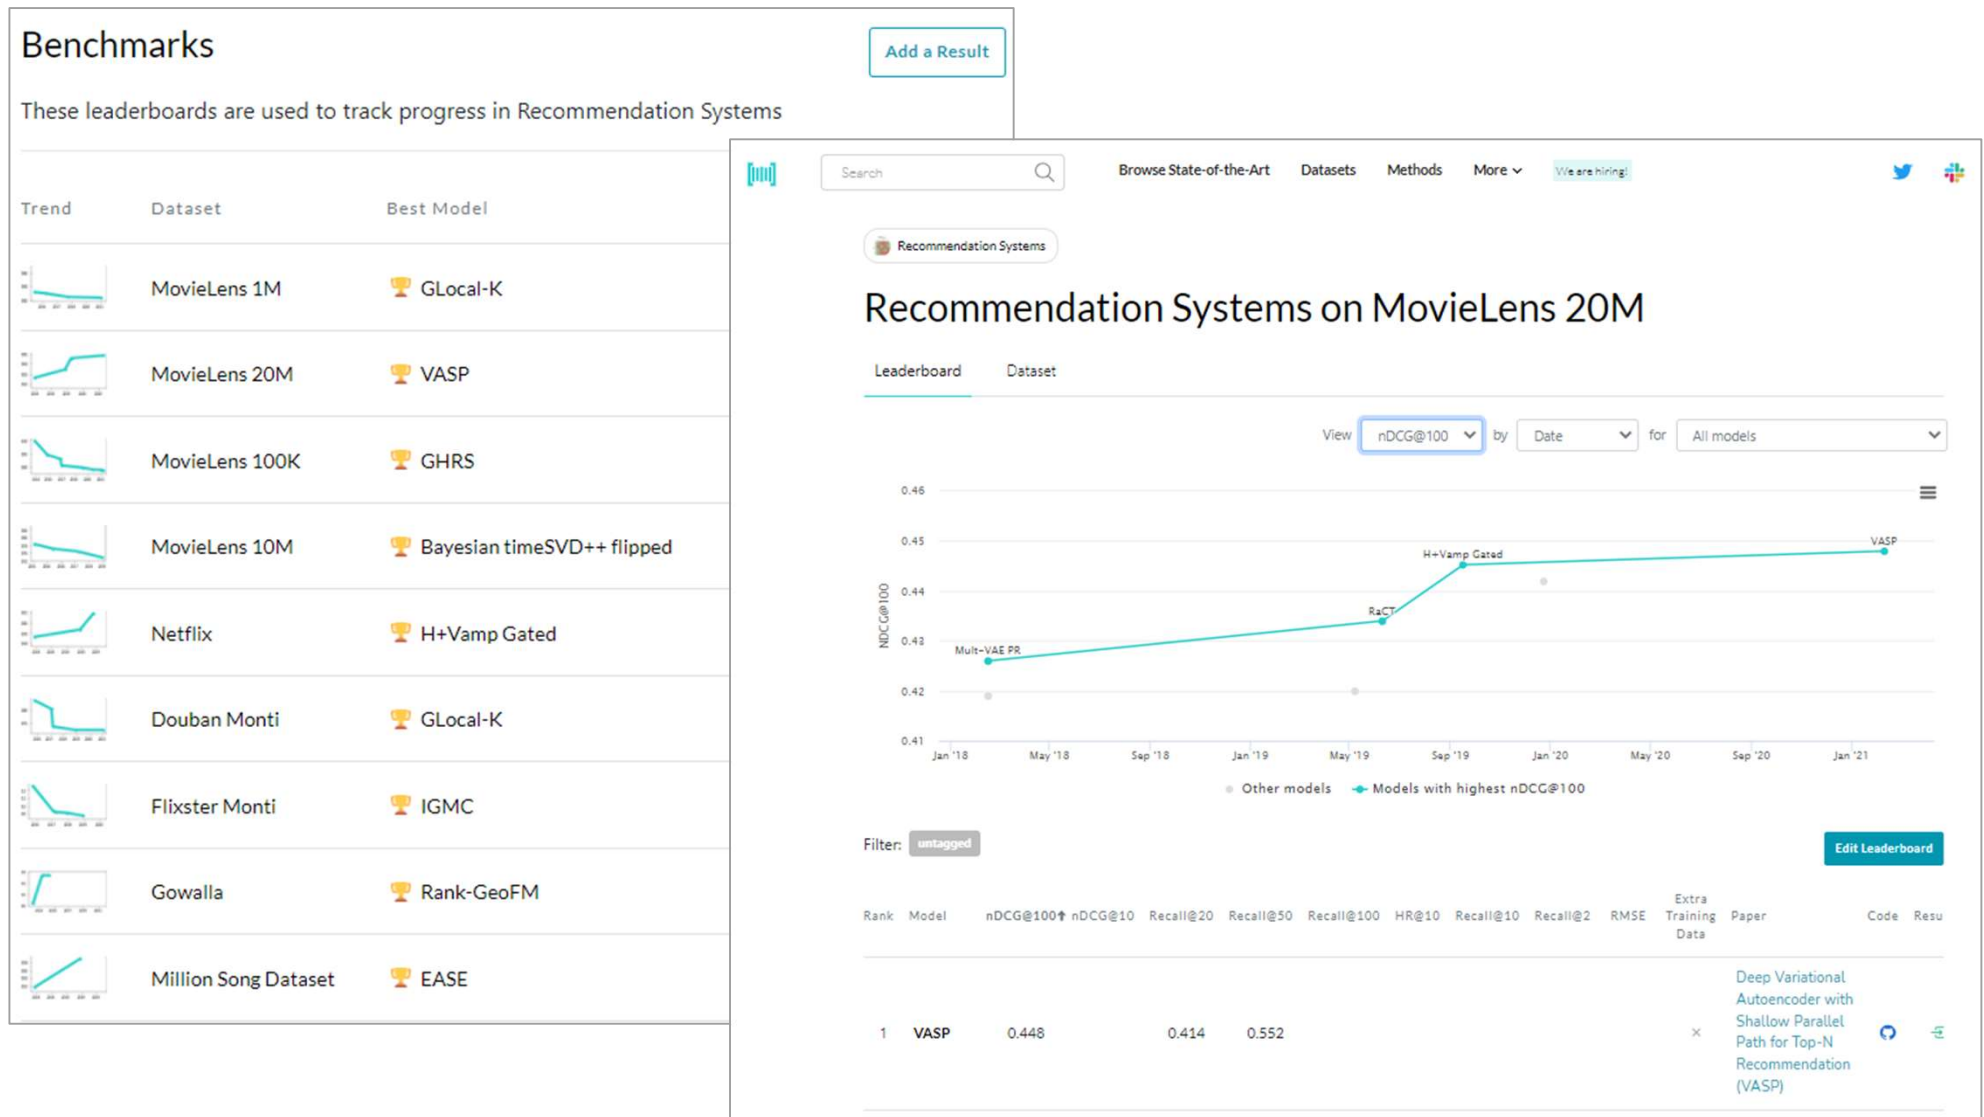 Benchmarks
Add a Result
These leaderboards are used to track progress in Recommendation Systems
Trend Dataset Best Model
MovieLens 1M GLocal-K
MovieLens 20M VASP
MovieLens 100K GHRS
MovieLens 10M Bayesian timeSVD++ flipped
Netflix H+Vamp Gated
Douban Monti GLocal-K
Flixster Monti IGMC
Gowalla Rank-GeoFM
Million Song Dataset EASE
Search Browse State-of-the-Art Datasets Methods More We are hiring!
Recommendation Systems
Recommendation Systems on MovieLens 20M
Leaderboard Dataset
View nDCG@100 by Date for All models
0.46
0.45
0.44
0.43
0.42
0.41
NDCG@100
Mult-VAE PR
RaCT
H+Vamp Gated
VASP
Jan '18 May '18 Sep '18 Jan '19 May '19 Sep '19 Jan '20 May '20 Sep '20 Jan '21
Other models Models with highest nDCG@100
Filter: untagged
Edit Leaderboard
Rank Model nDCG@100↑ nDCG@10 Recall@20 Recall@50 Recall@100 HR@10 Recall@10 Recall@2 RMSE Extra Training Data Paper Code Resu
1 VASP 0.448 0.414 0.552 ×
Deep Variational
Autoencoder with
Shallow Parallel
Path for Top-N
Recommendation
(VASP)